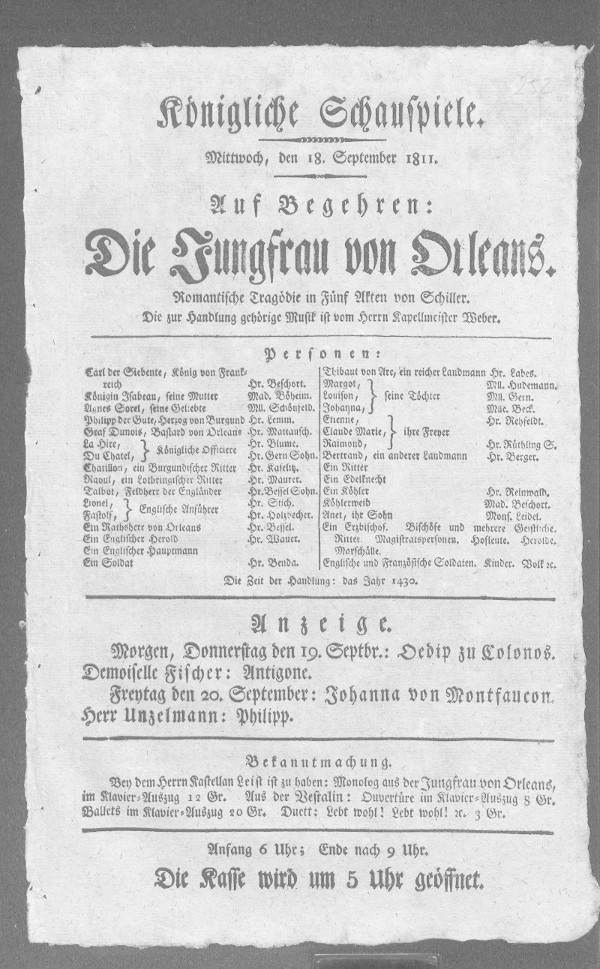 252
Königliche Schauspiele.
Mittwoch, den 18. September 1811.
Auf Begehren:
Die Jungfrau von Orleans.
Romantische Tragödie in Fünf Akten von Schiller.
Die zur Handlung gehörige Musik ist vom Herrn Kapellmeister Weber.
Personen:
Carl der Siebente, König von Frank-
reich Hr. Beschort.
Königin Isabeau, seine Mutter Mad. Böheim.
Agnes Sorel, seine Geliebte Mll. Schönfeld.
Philipp der Gute, Herzog von Burgund Hr. Lemm.
Graf Dunois, Bastard von Orleans Hr. Mattausch.
La Hire, Hr. Blume.
Königliche Officiere
Du Chatel, Hr. Gern Sohn.
Chatillon, ein Burgundischer Ritter Hr. Kaselitz.
Raoul, ein Lothringischer Ritter Hr. Maurer.
Talbot, Feldherr der Engländer Hr. Bessel Sohn.
Lionel, Hr. Stich.
Englische Anführer
Fastolf, Hr. Holzbecher.
Ein Rathsherr von Orleans Hr. Bessel.
Ein Englischer Herold Hr. Wauer.
Ein Englischer Hauptmann
Ein Soldat Hr. Benda.
Thibaut von Arc, ein reicher Landmann Hr. Labes.
Margot, Mll. Hudemann.
Louison, seine Töchter Mll. Gern.
Johanna, Mlle. Beck.
Etienne, Hr. Rehfeldt.
Claude Marie, ihre Freyer
Raimond, Hr. Rüthling S.
Bertrand, ein anderer Landmann Hr. Berger.
Ein Ritter
Ein Edelknecht
Ein Köhler Hr. Reinwald.
Köhlerweib Mad. Beschort.
Anet, ihr Sohn Mons. Leidel.
Ein Erzbischof. Bischöfe und mehrere Geistliche.
Ritter. Magistratspersonen. Hofleute. Herolde.
Marschälle.
Englische und Französische Soldaten. Kinder. Volk ꝛc.
Die Zeit der Handlung: das Jahr 1430.
Anzeige.
Morgen, Donnerstag den 19. Septbr.: Oedip zu Colonos.
Demoiselle Fischer: Antigone.
Freytag den 20. September: Johanna von Montfaucon.
Herr Unzelmann: Philipp.
Bekanntmachung.
Bey dem Herrn Kastellan Leist ist zu haben: Monolog aus der Jungfrau von Orleans,
im Klavier-Auszug 12 Gr. Aus der Vestalin: Ouvertüre im Klavier-Auszug 8 Gr.
Ballets im Klavier-Auszug 20 Gr. Duett: Lebt wohl! Lebt wohl! ꝛc. 3 Gr.
Anfang 6 Uhr; Ende nach 9 Uhr.
Die Kasse wird um 5 Uhr geöffnet.